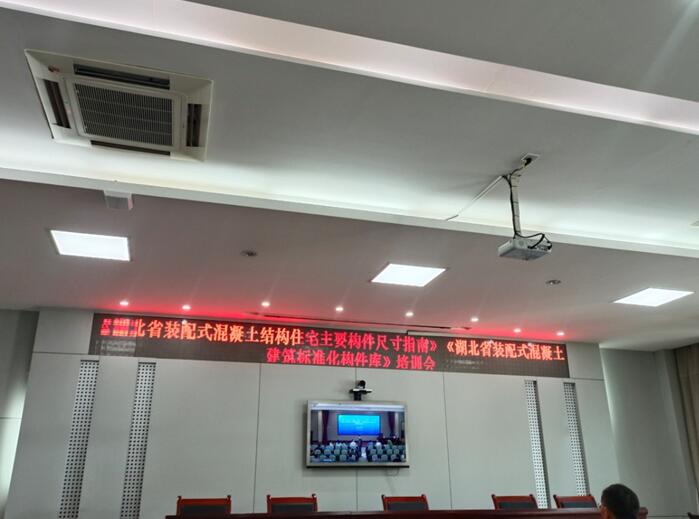 《湖北省装配式混凝土结构住宅主要构件尺寸指南》《湖北省装配式混凝土
建筑标准化构件库》培训会